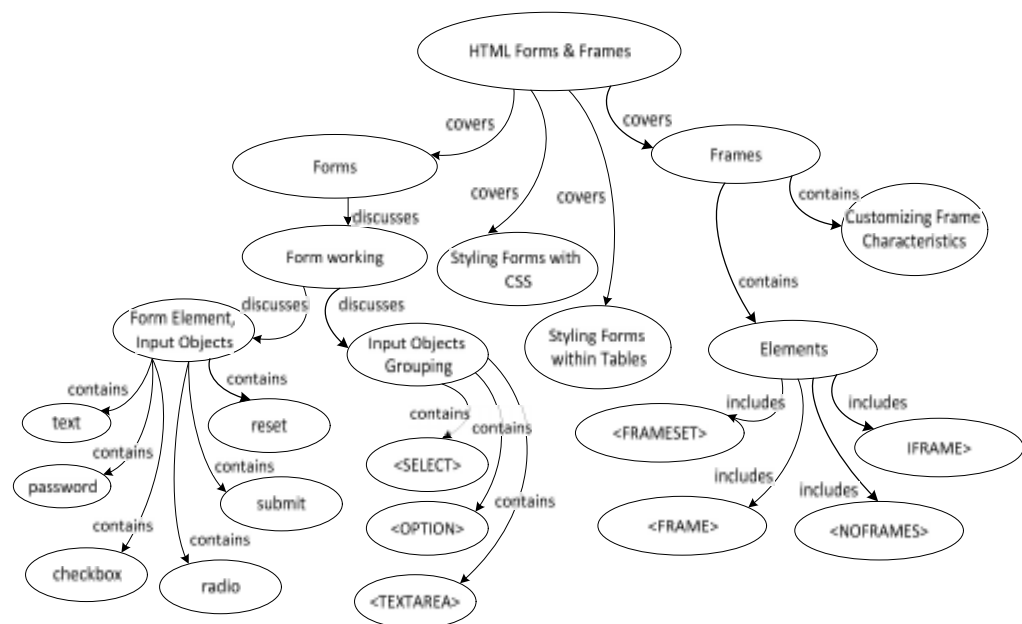 HTML Forms & Frames
covers
covers
covers
covers
Forms
Frames
discusses
contains
Customizing Frame
Characteristics
Form working
Styling Forms with
CSS
contains
discusses
discusses
Form Element,
Input Objects
Input Objects
Grouping
Styling Forms
within Tables
Elements
contains
contains
text
reset
contains
contains
<SELECT>
includes
includes
<FRAMESET>
IFRAME>
contains
contains
password
submit
contains
<OPTION>
includes
includes
<FRAME>
<NOFRAMES>
contains
contains
checkbox
radio
<TEXTAREA>